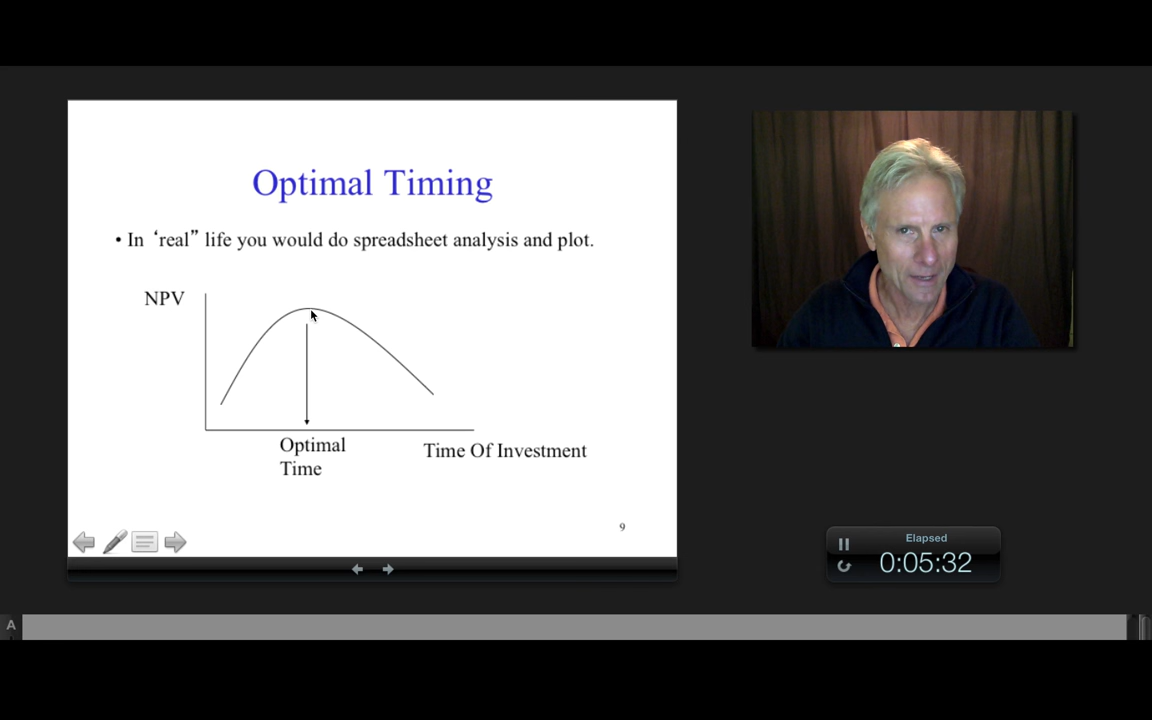 Optimal Timing
• In ‘real” life you would do spreadsheet analysis and plot.
NPV
Optimal
Time
Time Of Investment
9
Elapsed
0:05:32
A